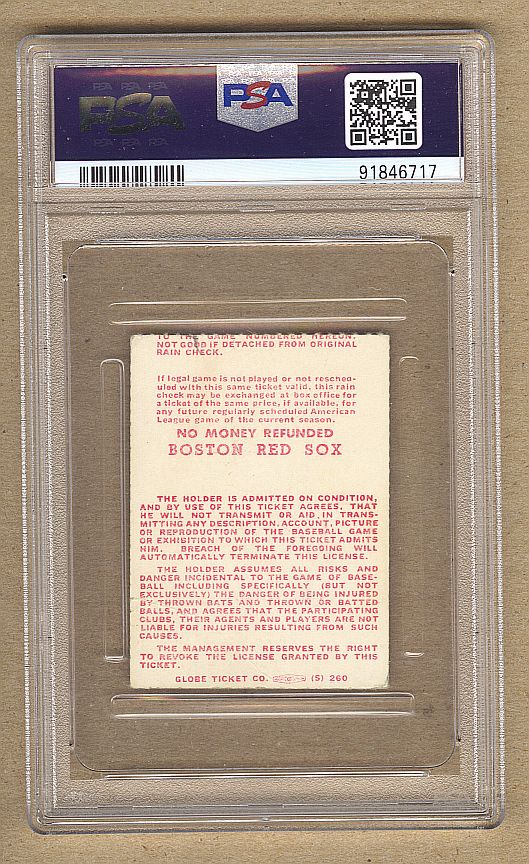 PSA PSA PSA
PSA
PSA PSA PSA
PSA
91846717
TO THE GAME NUMBERED HEREON.
NOT GOOD IF DETACHED FROM ORIGINAL
RAIN CHECK.
If legal game is not played or not resched-
uled with this same ticket valid, this rain
check may be exchanged at box office for
a ticket of the same price, if available, for
any future regularly scheduled American
League game of the current season.
NO MONEY REFUNDED
BOSTON RED SOX
THE HOLDER IS ADMITTED ON CONDITION,
AND BY USE OF THIS TICKET AGREES, THAT
HE WILL NOT TRANSMIT OR AID IN TRANS-
MITTING ANY DESCRIPTION, ACCOUNT, PICTURE
OR REPRODUCTION OF THE BASEBALL GAME
OR EXHIBITION TO WHICH THIS TICKET ADMITS
HIM. BREACH OF THE FOREGOING WILL
AUTOMATICALLY TERMINATE THIS LICENSE.
THE HOLDER ASSUMES ALL RISKS AND
DANGER INCIDENTAL TO THE GAME OF BASE-
BALL INCLUDING SPECIFICALLY (BUT NOT
EXCLUSIVELY) THE DANGER OF BEING INJURED
BY THROWN BATS AND THROWN OR BATTED
BALLS, AND AGREES THAT THE PARTICIPATING
CLUBS, THEIR AGENTS AND PLAYERS ARE NOT
LIABLE FOR INJURIES RESULTING FROM SUCH
CAUSES.
THE MANAGEMENT RESERVES THE RIGHT
TO REVOKE THE LICENSE GRANTED BY THIS
TICKET.
GLOBE TICKET CO. (5) 260